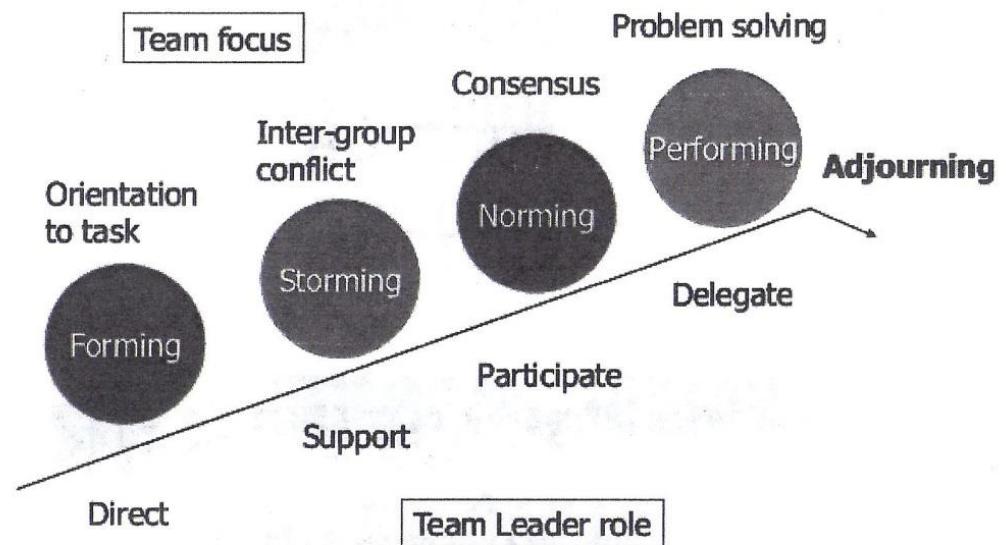 Team focus
Problem solving
Consensus
Inter-group
conflict
Performing
Adjourning
Orientation
to task
Norming
Storming
Delegate
Forming
Participate
Support
Direct
Team Leader role